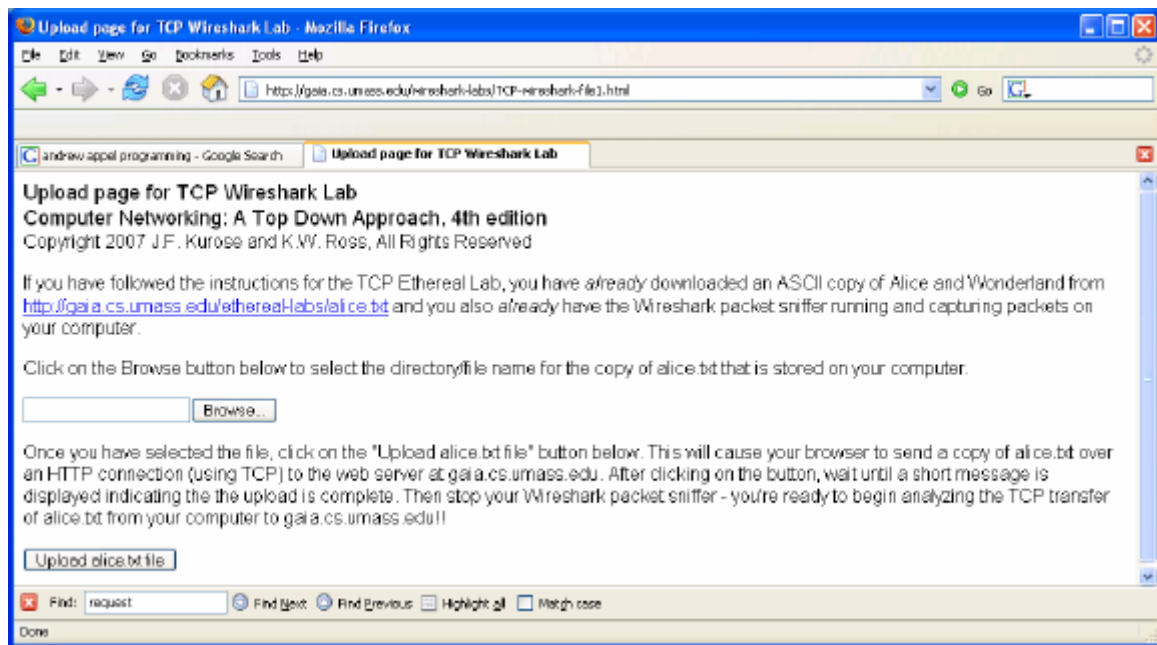 Upload page for TCP Wireshark Lab - Mozilla Firefox
File Edit View Go Bookmarks Tools Help
http://gaia.cs.umass.edu/wireshark-labs/TCP-wireshark-file1.html Go
andrew appel programming - Google Search Upload page for TCP Wireshark Lab
Upload page for TCP Wireshark Lab
Computer Networking: A Top Down Approach, 4th edition
Copyright 2007 J.F. Kurose and K.W. Ross, All Rights Reserved
If you have followed the instructions for the TCP Ethereal Lab, you have already downloaded an ASCII copy of Alice and Wonderland from
http://gaia.cs.umass.edu/ethereal-labs/alice.txt and you also already have the Wireshark packet sniffer running and capturing packets on
your computer.
Click on the Browse button below to select the directory/file name for the copy of alice.txt that is stored on your computer.
Browse...
Once you have selected the file, click on the "Upload alice.txt file" button below. This will cause your browser to send a copy of alice.txt over
an HTTP connection (using TCP) to the web server at gaia.cs.umass.edu. After clicking on the button, wait until a short message is
displayed indicating the the upload is complete. Then stop your Wireshark packet sniffer - you're ready to begin analyzing the TCP transfer
of alice.txt from your computer to gaia.cs.umass.edu!!
Upload alice.txt file
Find: request Find Next Find Previous Highlight all Match case
Done